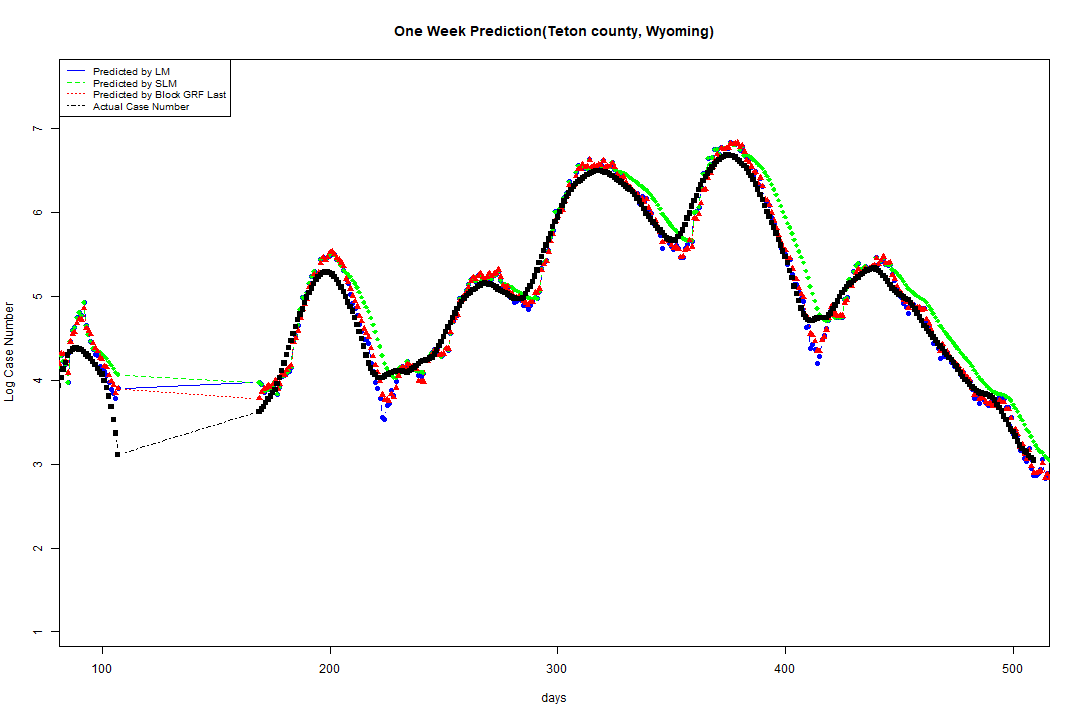 One Week Prediction(Teton county, Wyoming)
Predicted by LM
Predicted by SLM
Predicted by Block GRF Last
Actual Case Number
Log Case Number
7
6
5
4
3
2
1
100 200 300 400 500
days